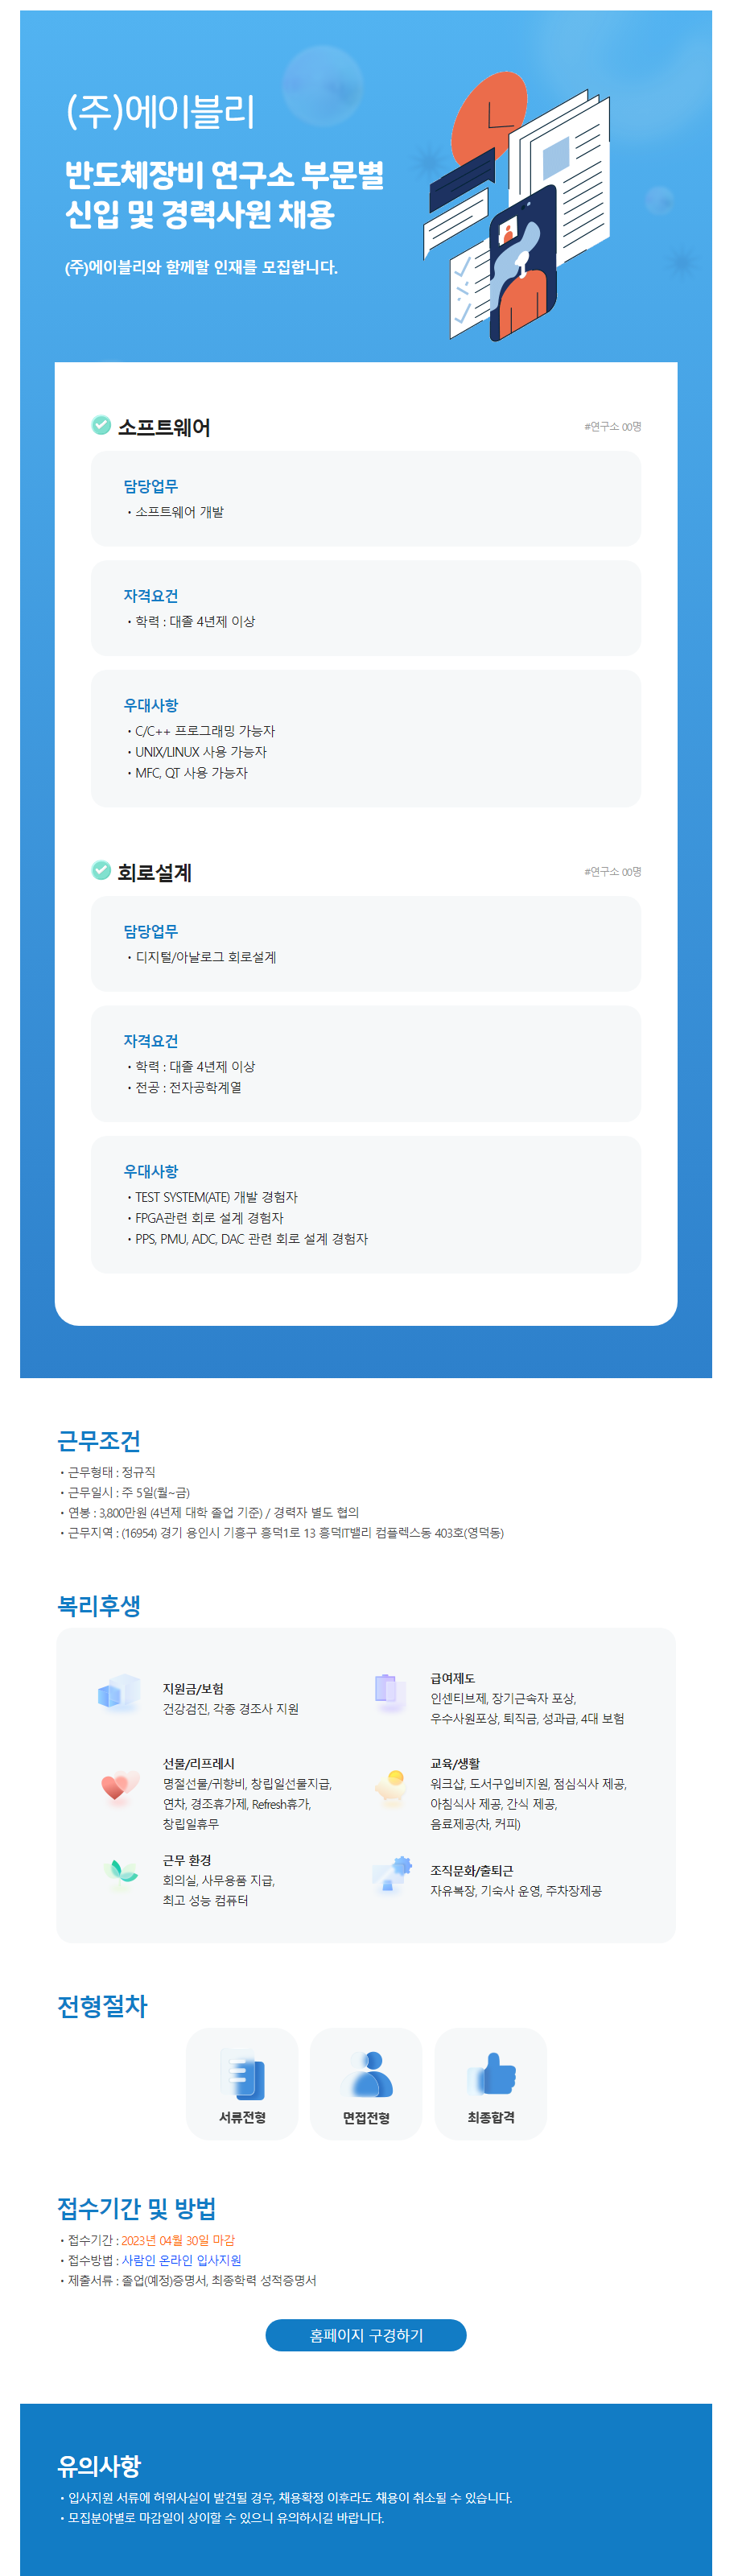 (주)에이블리
반도체장비 연구소 부문별
신입 및 경력사원 채용
(주)에이블리와 함께할 인재를 모집합니다.
소프트웨어
#연구소 00명
담당업무
・소프트웨어 개발
자격요건
・학력 : 대졸 4년제 이상
우대사항
・C/C++ 프로그래밍 가능자
・UNIX/LINUX 사용 가능자
・MFC, QT 사용 가능자
회로설계
#연구소 00명
담당업무
・디지털/아날로그 회로설계
자격요건
・학력 : 대졸 4년제 이상
・전공 : 전자공학계열
우대사항
・TEST SYSTEM(ATE) 개발 경험자
・FPGA관련 회로 설계 경험자
・PPS, PMU, ADC, DAC 관련 회로 설계 경험자
근무조건
・근무형태 : 정규직
・근무일시 : 주 5일(월~금)
・연봉 : 3,800만원 (4년제 대학 졸업 기준) / 경력자 별도 협의
・근무지역 : (16954) 경기 용인시 기흥구 흥덕1로 13 흥덕IT밸리 컴플렉스동 403호(영덕동)
복리후생
지원금/보험
건강검진, 각종 경조사 지원
급여제도
인센티브제, 장기근속자 포상,
우수사원포상, 퇴직금, 성과급, 4대 보험
선물/리프레시
명절선물/귀향비, 창립일선물지급,
연차, 경조휴가제, Refresh휴가,
창립일휴무
교육/생활
워크샵, 도서구입비지원, 점심식사 제공,
아침식사 제공, 간식 제공,
음료제공(차, 커피)
근무 환경
회의실, 사무용품 지급,
최고 성능 컴퓨터
조직문화/출퇴근
자유복장, 기숙사 운영, 주차장제공
전형절차
서류전형
면접전형
최종합격
접수기간 및 방법
・접수기간 : 2023년 04월 30일 마감
・접수방법 : 사람인 온라인 입사지원
・제출서류 : 졸업(예정)증명서, 최종학력 성적증명서
홈페이지 구경하기
유의사항
・입사지원 서류에 허위사실이 발견될 경우, 채용확정 이후라도 채용이 취소될 수 있습니다.
・모집분야별로 마감일이 상이할 수 있으니 유의하시길 바랍니다.